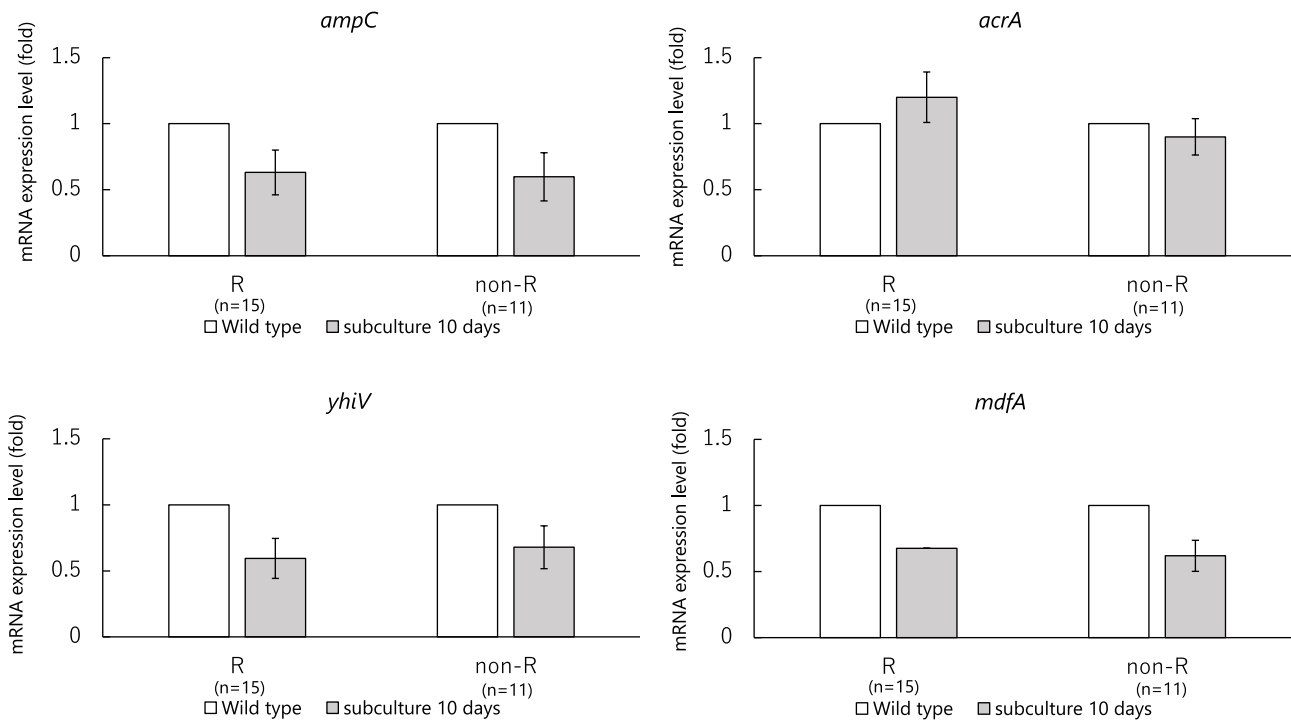 ampC
mRNA expression level (fold)
1.5
1
0.5
0
R
(n=15)
non-R
(n=11)
Wild type
subculture 10 days
acrA
mRNA expression level (fold)
1.5
1
0.5
0
R
(n=15)
non-R
(n=11)
Wild type
subculture 10 days
yhiV
mRNA expression level (fold)
1.5
1
0.5
0
R
(n=15)
non-R
(n=11)
Wild type
subculture 10 days
mdfA
mRNA expression level (fold)
1.5
1
0.5
0
R
(n=15)
non-R
(n=11)
Wild type
subculture 10 days